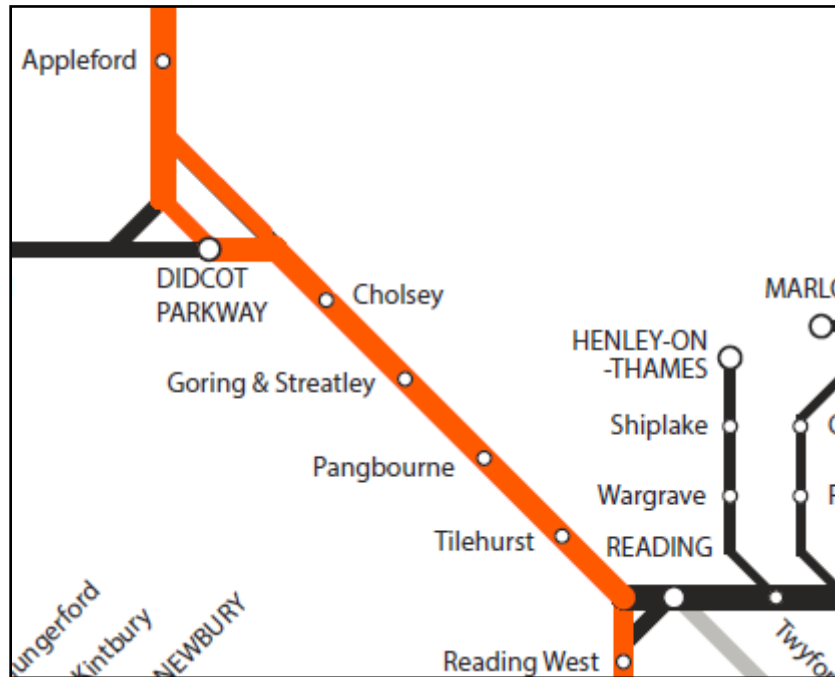 Appleford
DIDCOT
PARKWAY
Cholsey
MARLO
HENLEY-ON
-THAMES
Goring & Streatley
Shiplake
Pangbourne
Wargrave
Tilehurst
READING
ungerford
Kintbury
NEWBURY
Reading West
Twyfor